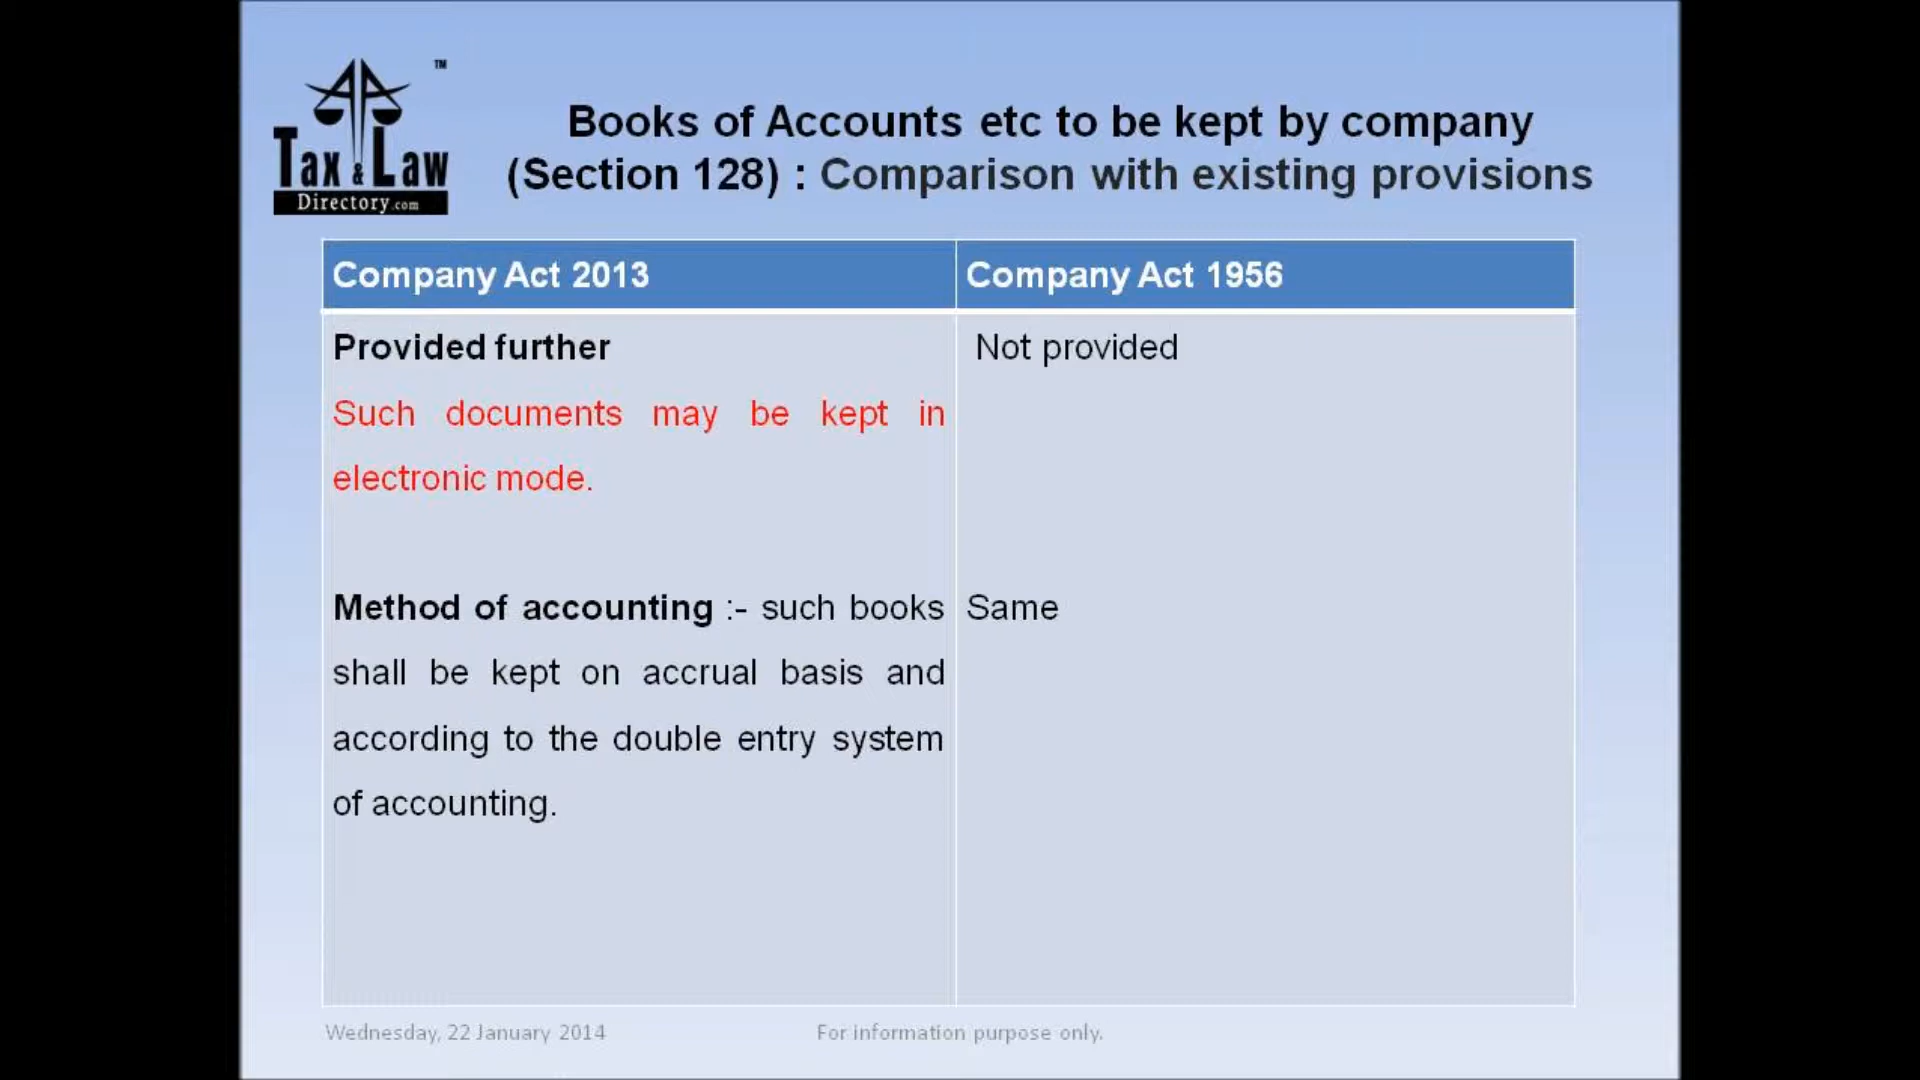 TM
Tax & Law
Directory.com
Books of Accounts etc to be kept by company
(Section 128) : Comparison with existing provisions
Company Act 2013
Company Act 1956
Provided further
Not provided
Such documents may be kept in
electronic mode.
Method of accounting :- such books
Same
shall be kept on accrual basis and
according to the double entry system
of accounting.
Wednesday, 22 January 2014
For information purpose only.